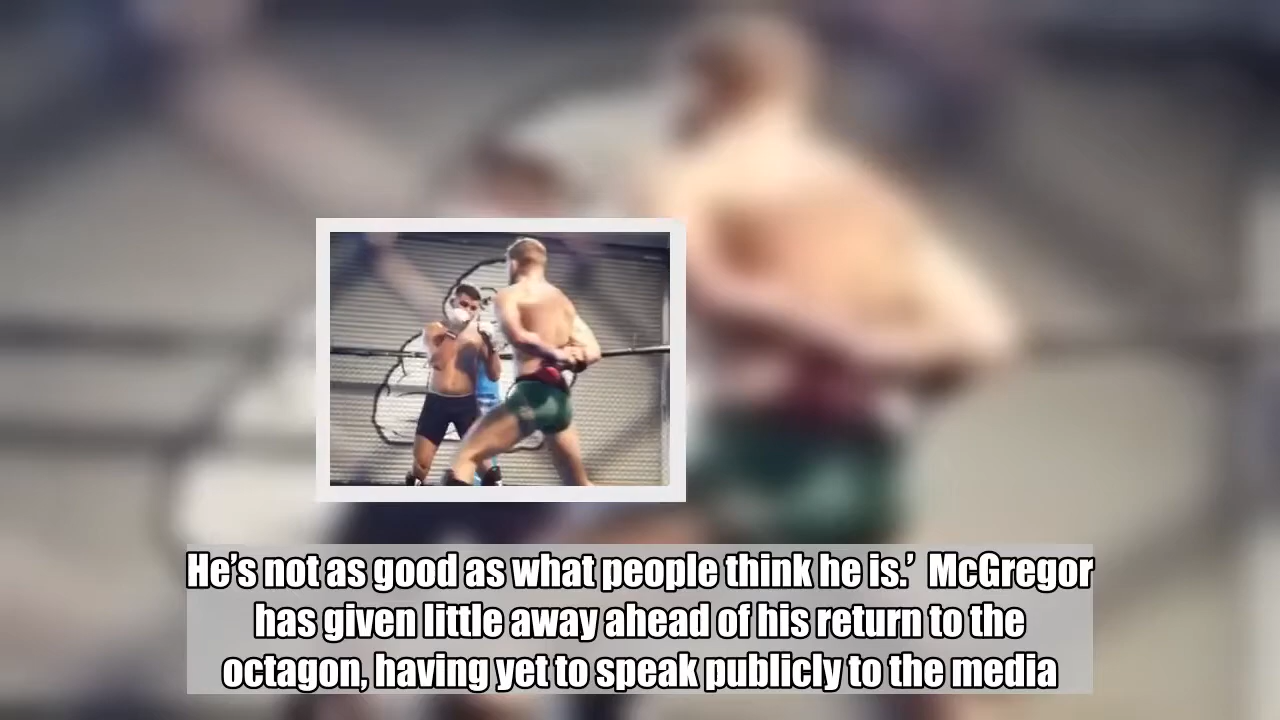 He's not as good as what people think he is.’ McGregor
has given little away ahead of his return to the
octagon, having yet to speak publicly to the media